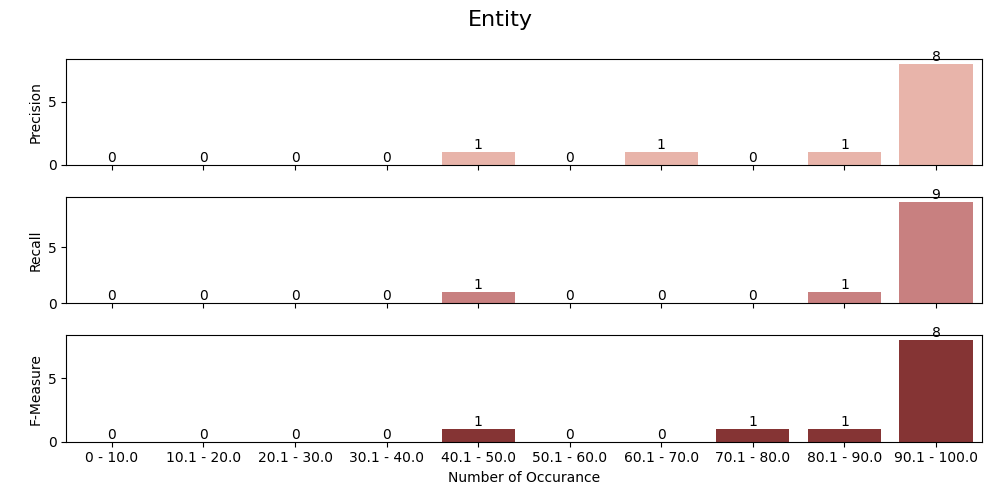 Entity
Precision
5
0
0 0 0 0 1 0 1 0 1 8
Recall
5
0
0 0 0 0 1 0 0 0 1 9
F-Measure
5
0
0 0 0 0 1 0 0 1 1 8
0 - 10.0 10.1 - 20.0 20.1 - 30.0 30.1 - 40.0 40.1 - 50.0 50.1 - 60.0 60.1 - 70.0 70.1 - 80.0 80.1 - 90.0 90.1 - 100.0
Number of Occurance